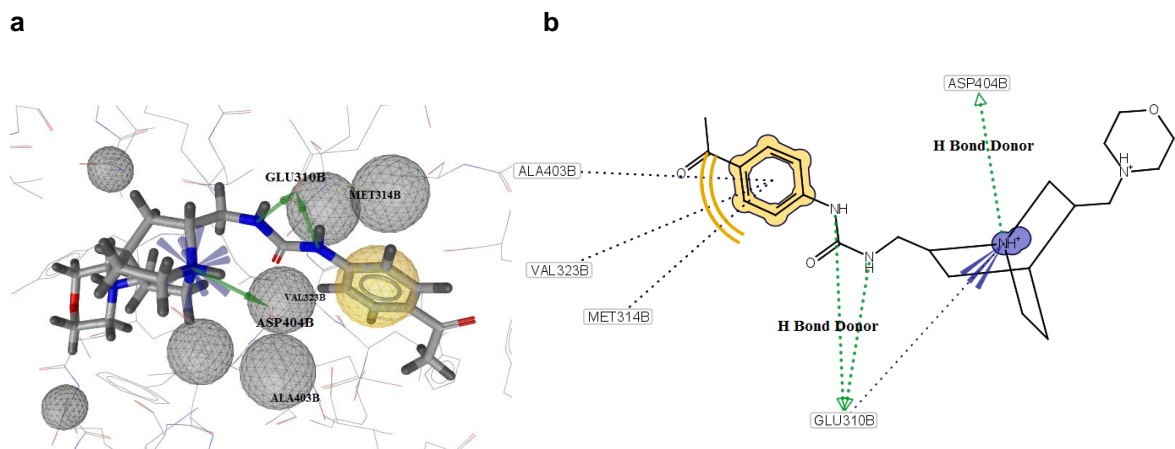 a
b
GLU310B
MET314B
VAL323B
ASP404B
ALA403B
ASP404B
O
H Bond Donor
N
H
+
ALA403B
O
NH
NH+
VAL323B
O
N
H
MET314B
H Bond Donor
GLU310B